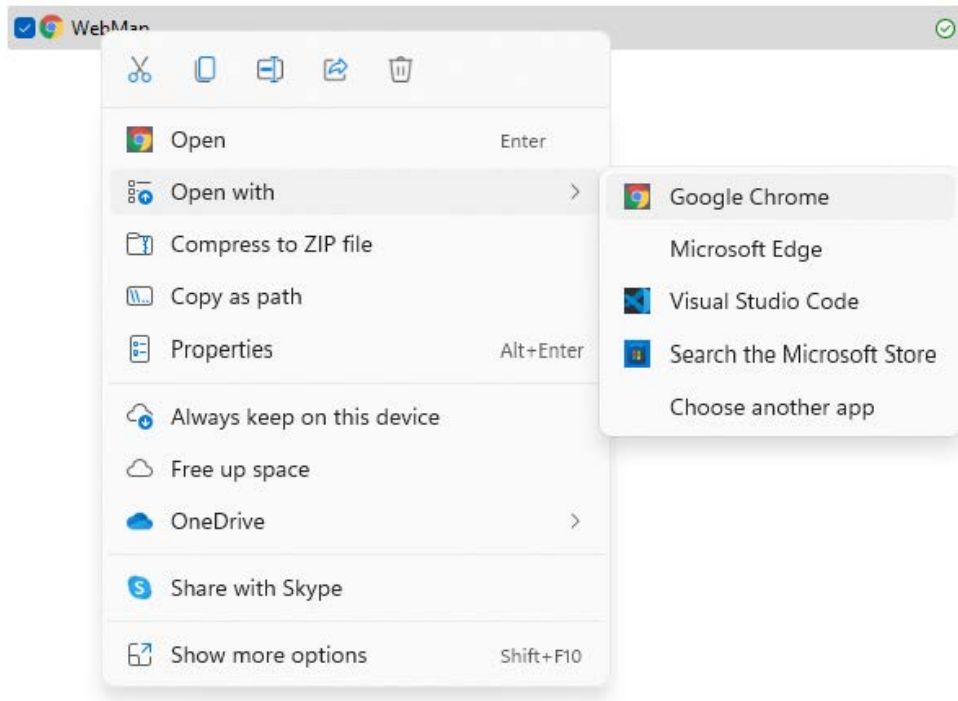 WebMap
Open Enter
Open with
Compress to ZIP file
Copy as path
Properties Alt+Enter
Always keep on this device
Free up space
OneDrive
Share with Skype
Show more options Shift+F10
Google Chrome
Microsoft Edge
Visual Studio Code
Search the Microsoft Store
Choose another app